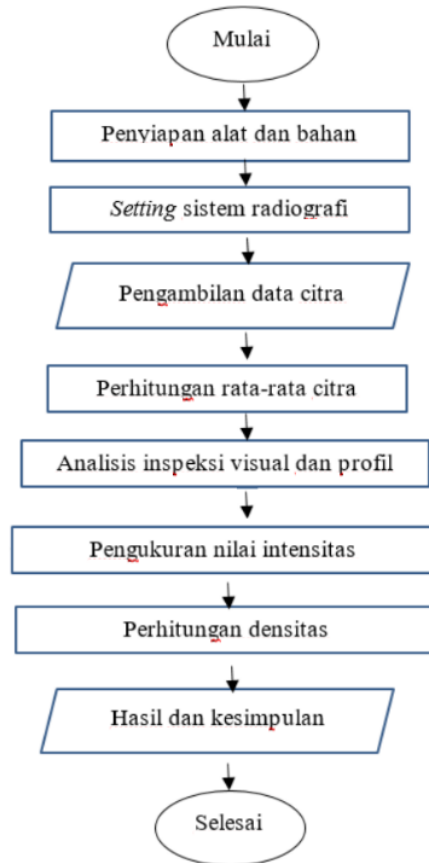 Mulai
Penyiapan alat dan bahan
Setting sistem radiografi
Pengambilan data citra
Perhitungan rata-rata citra
Analisis inspeksi visual dan profil
Pengukuran nilai intensitas
Perhitungan densitas
Hasil dan kesimpulan
Selesai